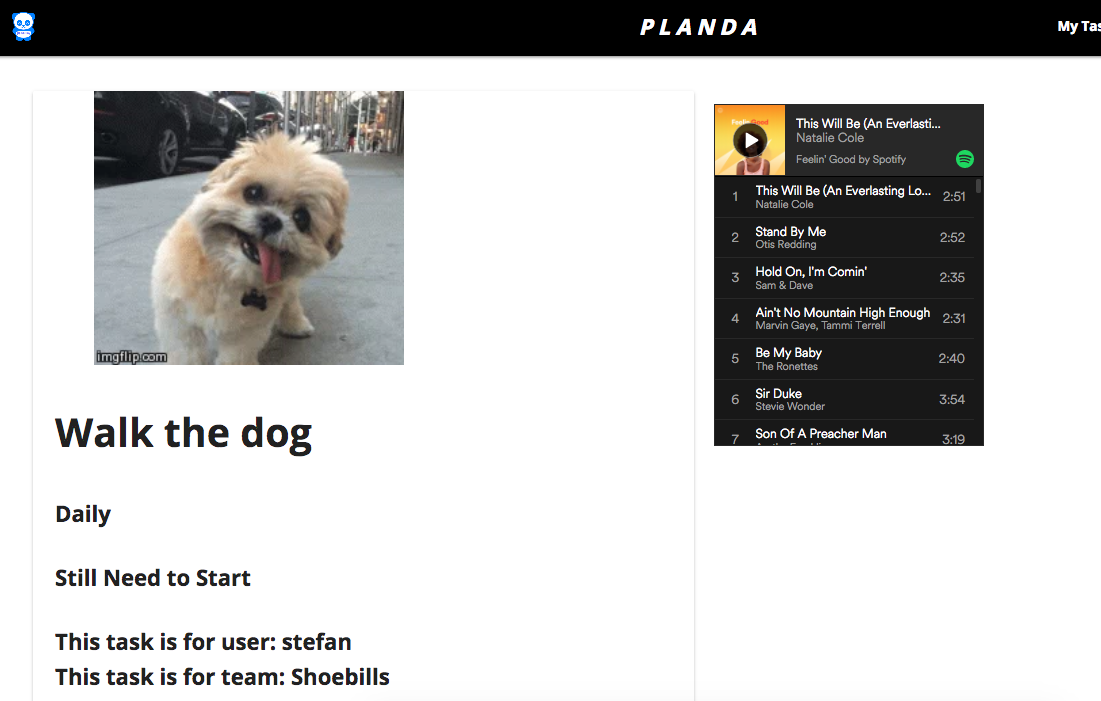 PLANDA
My Tas
imgflip.com
Walk the dog
Daily
Still Need to Start
This task is for user: stefan
This task is for team: Shoebills
Feelin' Good
This Will Be (An Everlasti...
Natalie Cole
Feelin' Good by Spotify
1 This Will Be (An Everlasting Lo... 2:51
Natalie Cole
2 Stand By Me 2:52
Otis Redding
3 Hold On, I'm Comin' 2:35
Sam & Dave
4 Ain't No Mountain High Enough 2:31
Marvin Gaye, Tammi Terrell
5 Be My Baby 2:40
The Ronettes
6 Sir Duke 3:54
Stevie Wonder
7 Son Of A Preacher Man 3:19